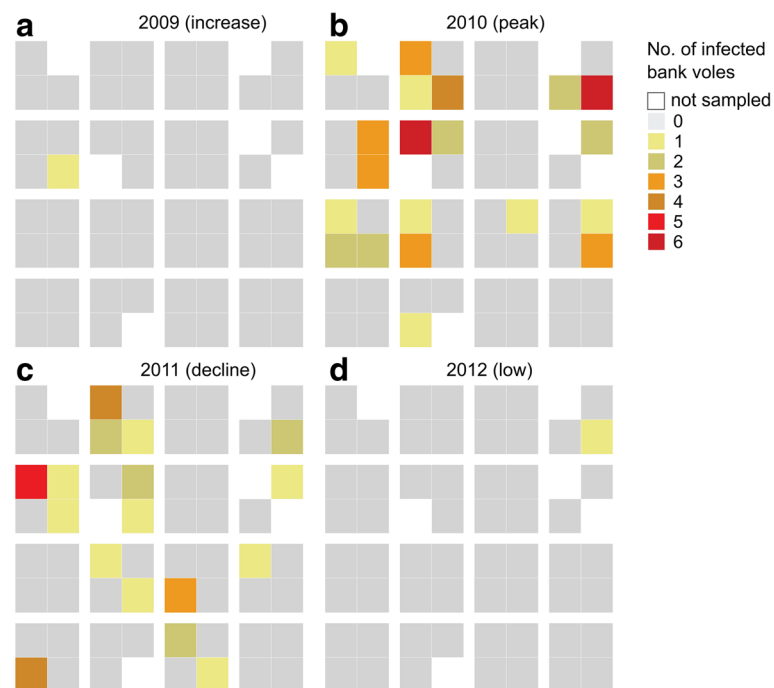 a
2009 (increase)
b
2010 (peak)
No. of infected
bank voles
not sampled
0
1
2
3
4
5
6
c
2011 (decline)
d
2012 (low)